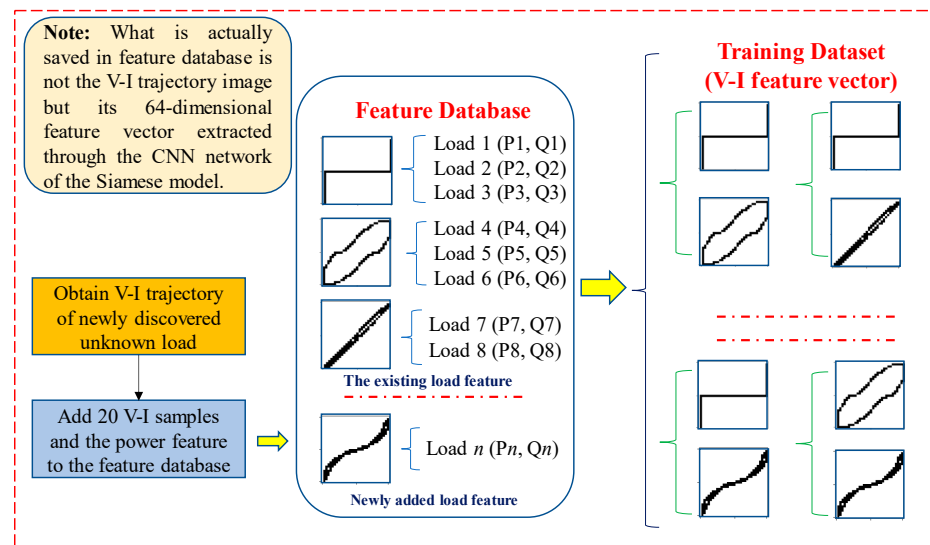 Note: What is actually
saved in feature database is
not the V-I trajectory image
but its 64-dimensional
feature vector extracted
through the CNN network
of the Siamese model.
Obtain V-I trajectory
of newly discovered
unknown load
Add 20 V-I samples
and the power feature
to the feature database
Feature Database
Load 1 (P1, Q1)
Load 2 (P2, Q2)
Load 3 (P3, Q3)
Load 4 (P4, Q4)
Load 5 (P5, Q5)
Load 6 (P6, Q6)
Load 7 (P7, Q7)
Load 8 (P8, Q8)
The existing load feature
Load n (Pn, Qn)
Newly added load feature
Training Dataset
(V-I feature vector)